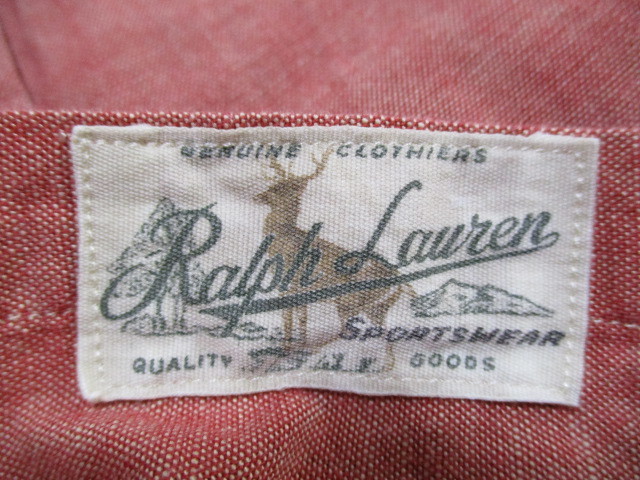 GENUINE CLOTHIERS
Ralph Lauren
SPORTSWEAR
QUALITY GOODS